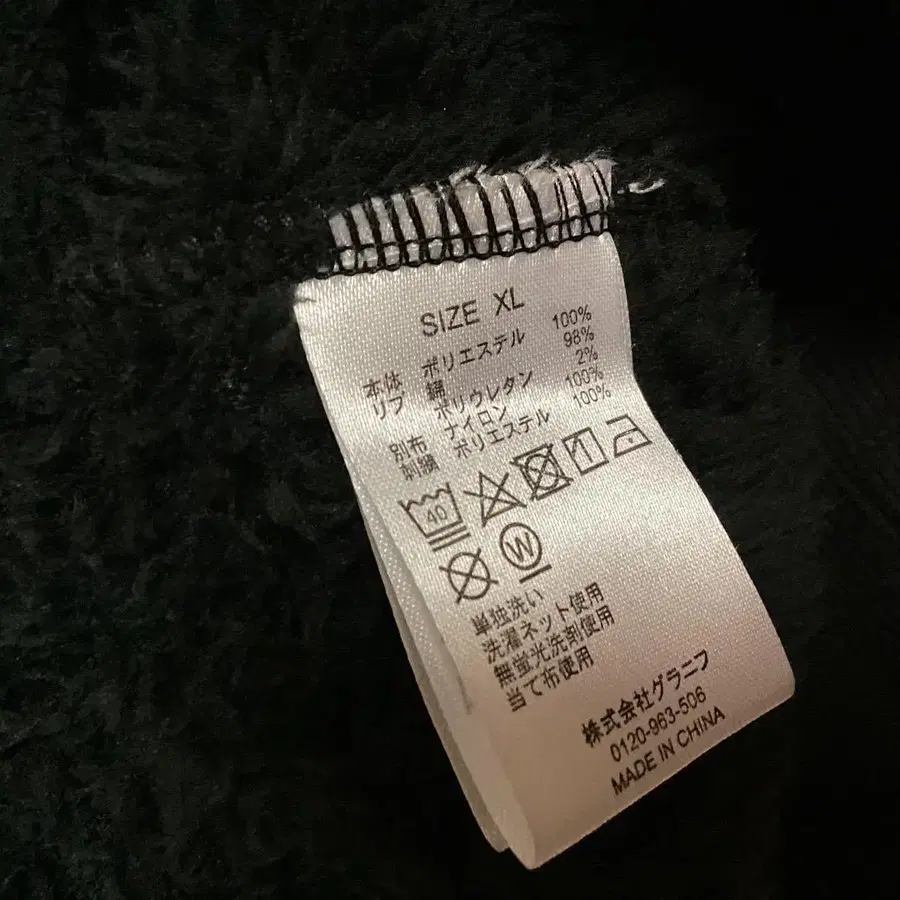 SIZE XL
本体 ポリエステル 100%
リブ 綿 98%
ポリウレタン 2%
別布 ナイロン 100%
刺繍 ポリエステル 100%
40
W
単独洗い
洗濯ネット使用
無蛍光洗剤使用
当て布使用
株式会社グラニフ
0120-963-506
MADE IN CHINA